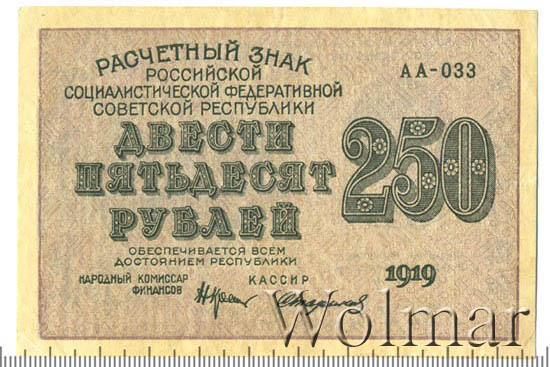 РАСЧЕТНЫЙ ЗНАК
РОССИЙСКОЙ
СОЦИАЛИСТИЧЕСКОЙ ФЕДЕРАТИВНОЙ
СОВЕТСКОЙ РЕСПУБЛИКИ
АА-033
ДВЕСТИ
ПЯТЬДЕСЯТ
РУБЛЕЙ
250
ОБЕСПЕЧИВАЕТСЯ ВСЕМ
ДОСТОЯНИЕМ РЕСПУБЛИКИ
НАРОДНЫЙ КОМИССАР
ФИНАНСОВ
КАССИР
1919
Wolmar